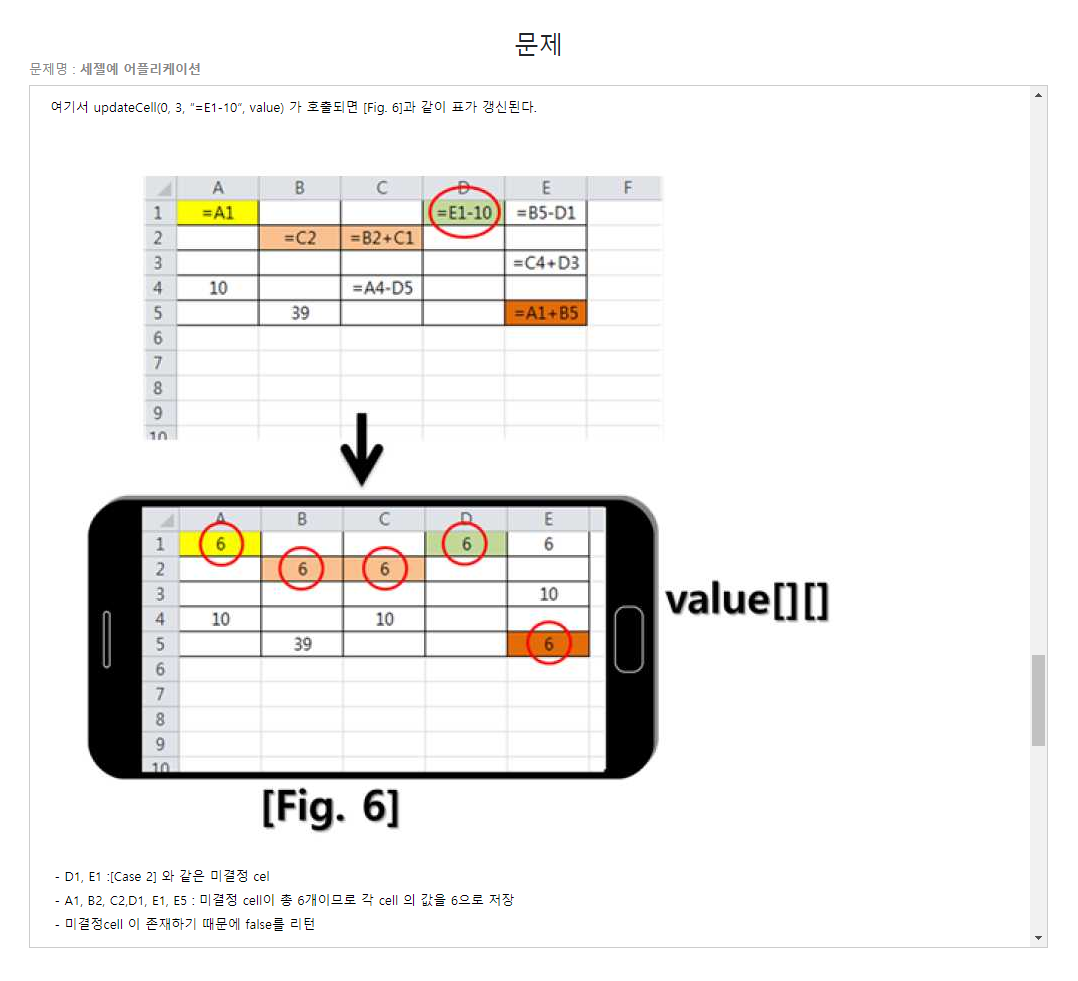 문제
문제명 : 세젤예 어플리케이션
여기서 updateCell(0, 3, "=E1-10", value) 가 호출되면 [Fig. 6]과 같이 표가 갱신된다.
A B C D E F
1 =A1 =E1-10 =B5-D1
2 =C2 =B2+C1
3 =C4+D3
4 10 =A4-D5
5 39 =A1+B5
6
7
8
9
10
A B C D E
1 6 6 6
2 6 6
3 10
4 10 10
5 39 6
6
7
8
9
10
value[][]
[Fig. 6]
- D1, E1 :[Case 2] 와 같은 미결정 cel
- A1, B2, C2,D1, E1, E5 : 미결정 cell이 총 6개이므로 각 cell 의 값을 6으로 저장
- 미결정cell 이 존재하기 때문에 false를 리턴